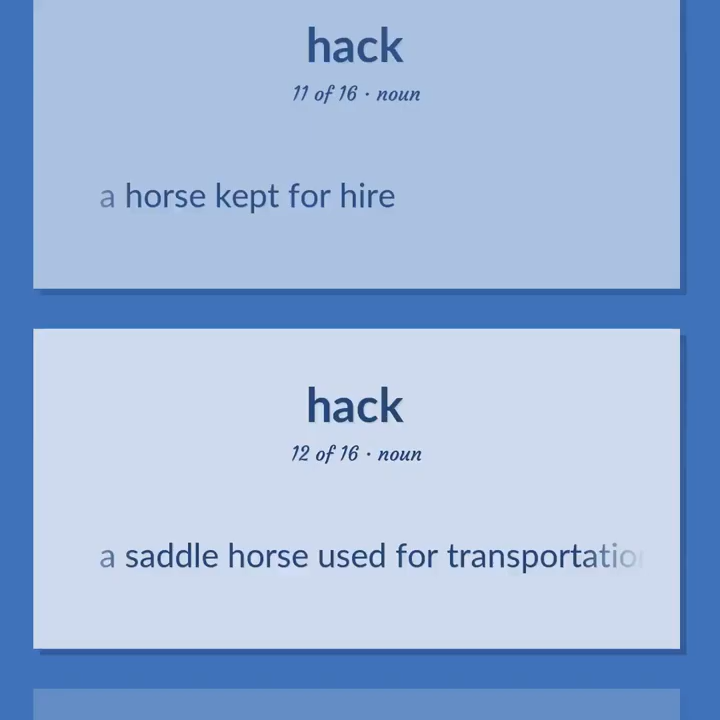 hack
11 of 16 · noun
a horse kept for hire
hack
12 of 16 · noun
a saddle horse used for transportatio